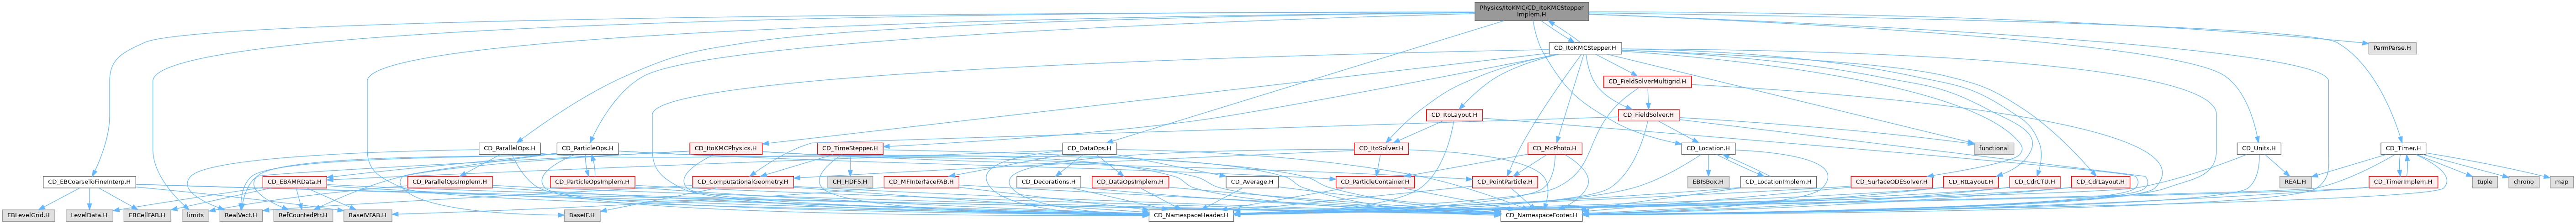 Physics/ItoKMC/CD_ItoKMCStepper
Implem.H
CD_ItoKMCStepper.H
ParmParse.H
CD_FieldSolverMultigrid.H
CD_ItoLayout.H
CD_FieldSolver.H
CD_ParallelOps.H
CD_ParticleOps.H
CD_ItoKMCPhysics.H
CD_TimeStepper.H
CD_DataOps.H
CD_ItoSolver.H
CD_McPhoto.H
CD_Location.H
functional
CD_Units.H
CD_Timer.H
CD_EBCoarseToFineInterp.H
CD_EBAMRData.H
CD_ParallelOpsImplem.H
CD_ParticleOpsImplem.H
CD_ComputationalGeometry.H
CH_HDF5.H
CD_MFInterfaceFAB.H
CD_Decorations.H
CD_DataOpsImplem.H
CD_Average.H
CD_ParticleContainer.H
CD_PointParticle.H
EBISBox.H
CD_LocationImplem.H
CD_SurfaceODESolver.H
CD_RtLayout.H
CD_CdrCTU.H
CD_CdrLayout.H
REAL.H
CD_TimerImplem.H
tuple
chrono
map
EBLevelGrid.H
LevelData.H
EBCellFAB.H
limits
RealVect.H
RefCountedPtr.H
BaseIVFAB.H
BaseIF.H
CD_NamespaceHeader.H
CD_NamespaceFooter.H